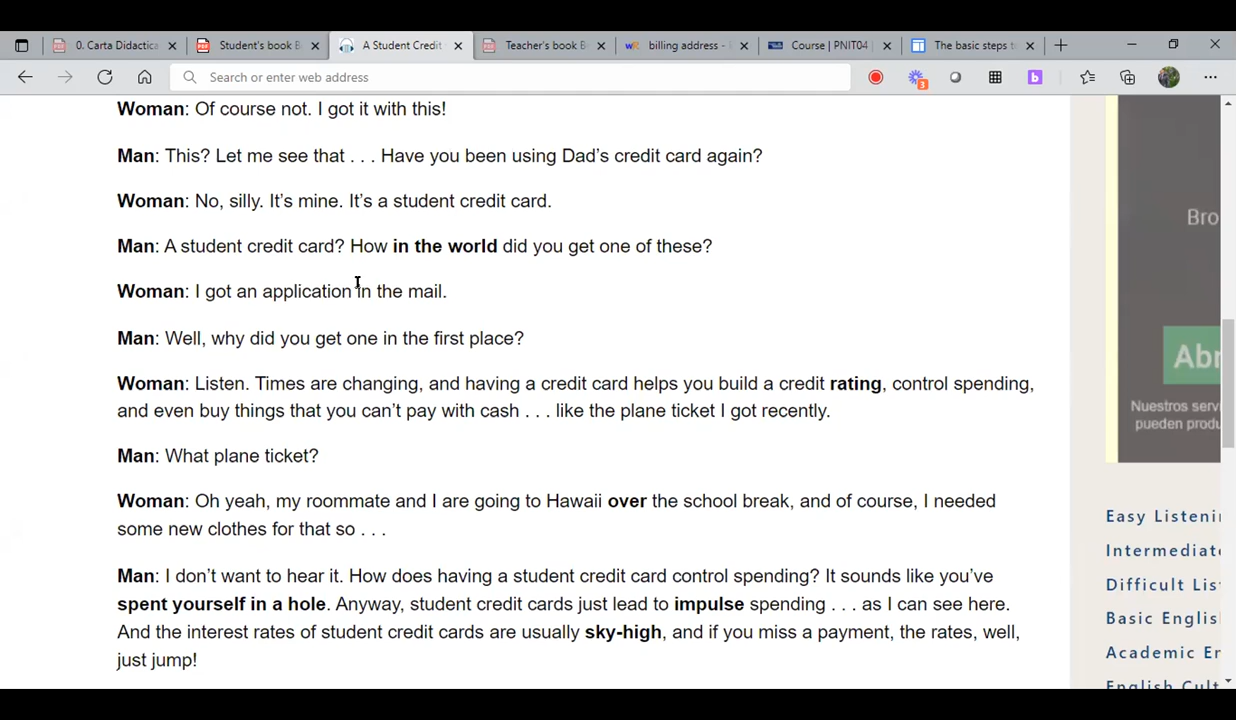 0. Carta Didactica
Student's book B
A Student Credit
Teacher's book B
billing address -
Course | PNIT04
The basic steps to
Search or enter web address
3
Woman: Of course not. I got it with this!
Man: This? Let me see that . . . Have you been using Dad's credit card again?
Woman: No, silly. It's mine. It's a student credit card.
Man: A student credit card? How in the world did you get one of these?
Woman: I got an application in the mail.
Man: Well, why did you get one in the first place?
Woman: Listen. Times are changing, and having a credit card helps you build a credit rating, control spending,
and even buy things that you can't pay with cash . . . like the plane ticket I got recently.
Man: What plane ticket?
Woman: Oh yeah, my roommate and I are going to Hawaii over the school break, and of course, I needed
some new clothes for that so . . .
Man: I don't want to hear it. How does having a student credit card control spending? It sounds like you've
spent yourself in a hole. Anyway, student credit cards just lead to impulse spending . . . as I can see here.
And the interest rates of student credit cards are usually sky-high, and if you miss a payment, the rates, well,
just jump!
Bro
Abr
Nuestros serv
pueden produ
Easy Listenin
Intermediate
Difficult List
Basic Englis
Academic En
English Cult